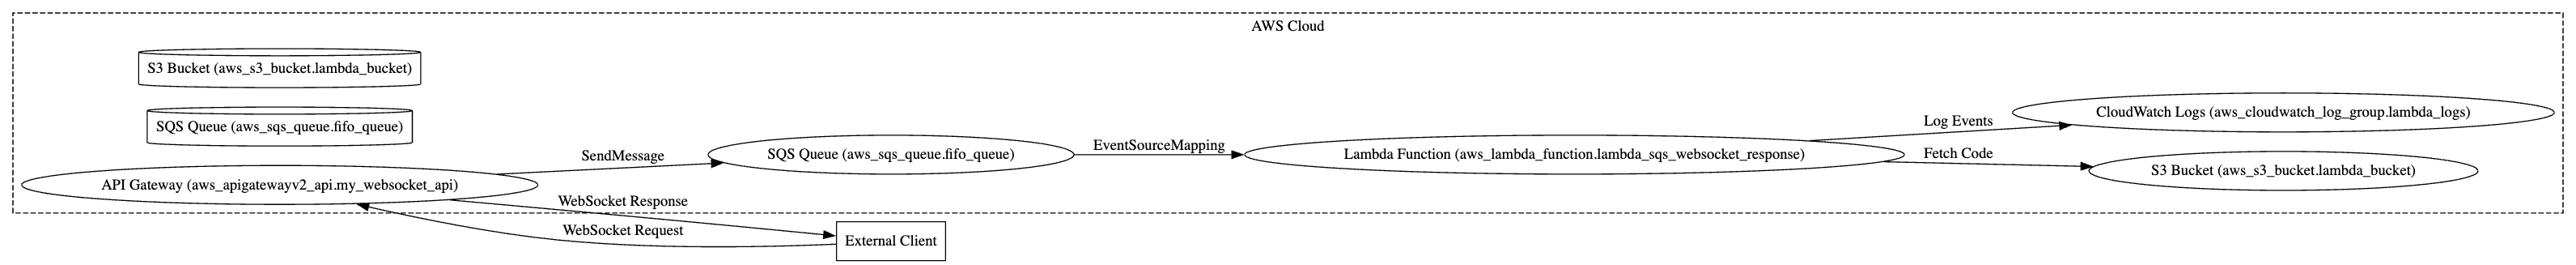 AWS Cloud
S3 Bucket (aws_s3_bucket.lambda_bucket)
SQS Queue (aws_sqs_queue.fifo_queue)
API Gateway (aws_apigatewayv2_api.my_websocket_api)
SendMessage
SQS Queue (aws_sqs_queue.fifo_queue)
EventSourceMapping
Lambda Function (aws_lambda_function.lambda_sqs_websocket_response)
Log Events
CloudWatch Logs (aws_cloudwatch_log_group.lambda_logs)
Fetch Code
S3 Bucket (aws_s3_bucket.lambda_bucket)
WebSocket Response
WebSocket Request
External Client